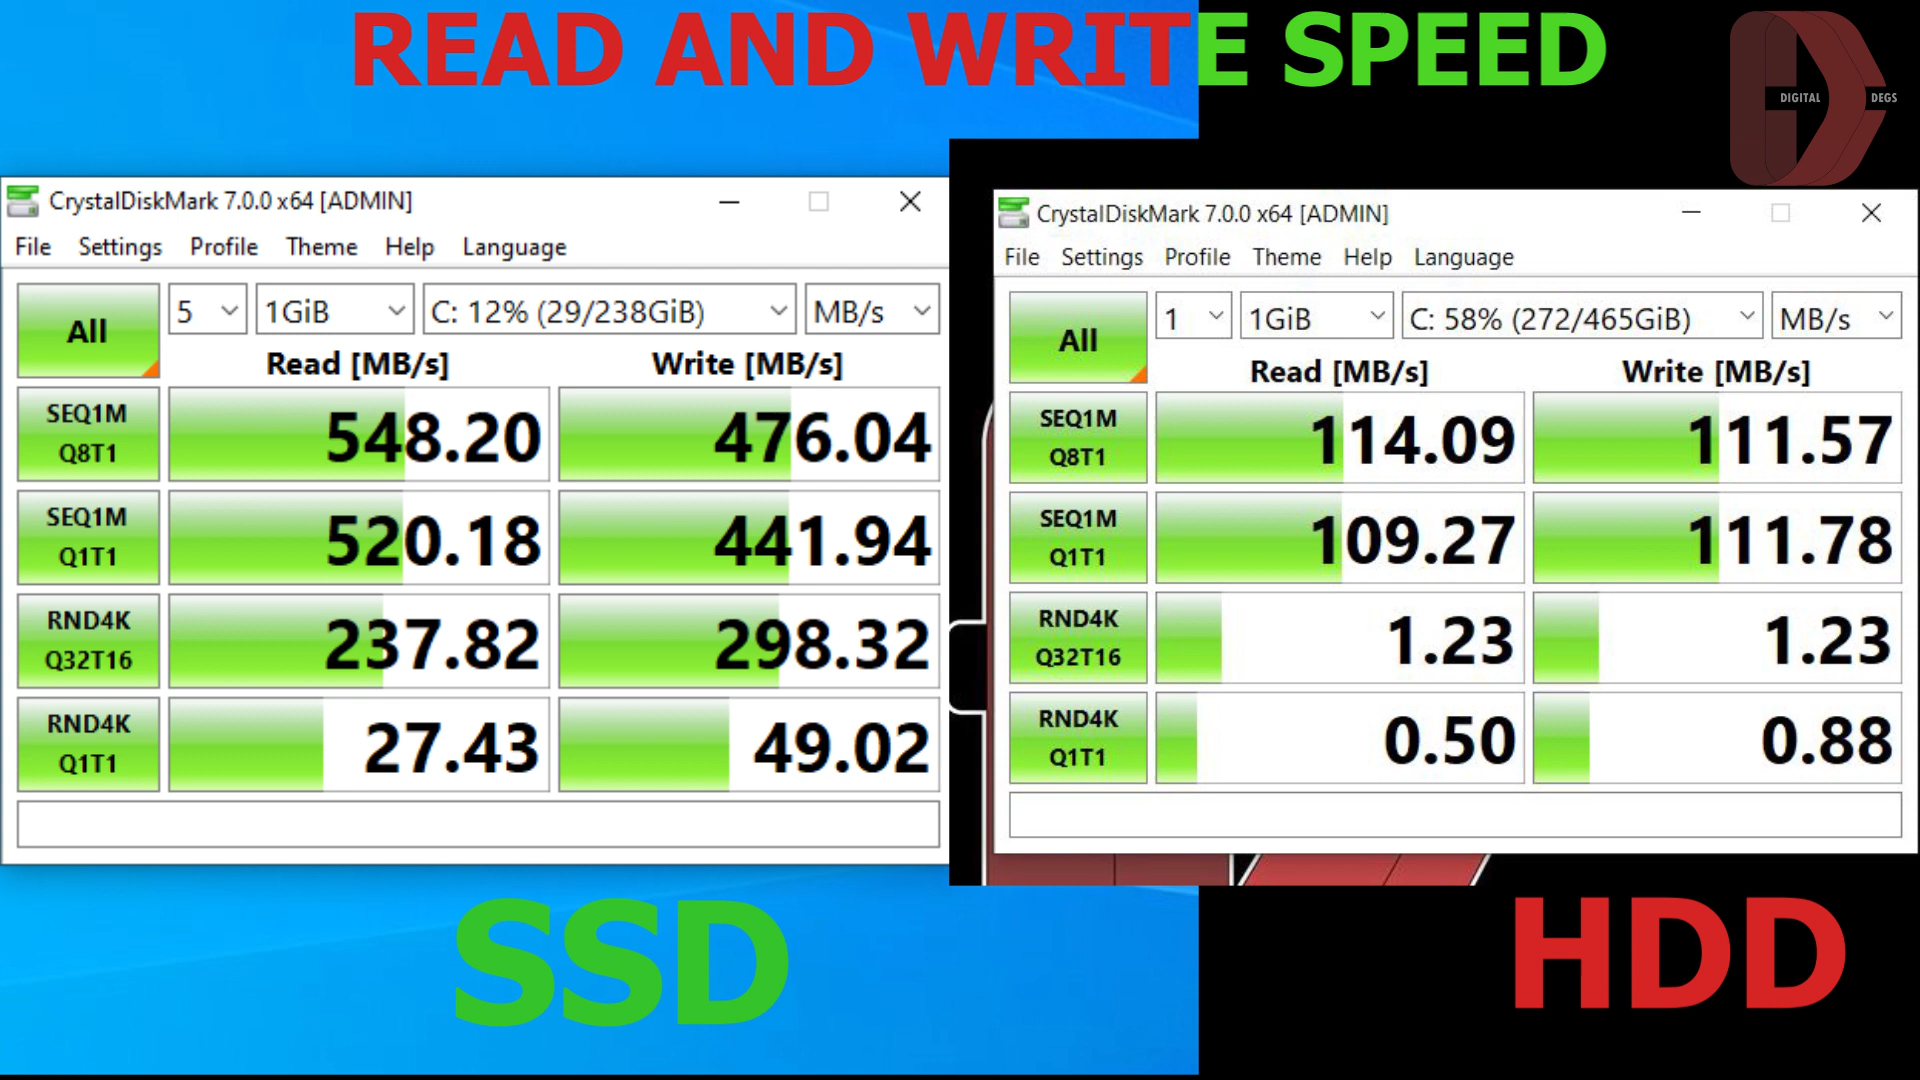 READ AND WRITE SPEED
DIGITAL DEGS
CrystalDiskMark 7.0.0 x64 [ADMIN]
File Settings Profile Theme Help Language
All 5 1GiB C: 12% (29/238GiB) MB/s
Read [MB/s] Write [MB/s]
SEQ1M
Q8T1
548.20 476.04
SEQ1M
Q1T1
520.18 441.94
RND4K
Q32T16
237.82 298.32
RND4K
Q1T1
27.43 49.02
SSD
CrystalDiskMark 7.0.0 x64 [ADMIN]
File Settings Profile Theme Help Language
All 1 1GiB C: 58% (272/465GiB) MB/s
Read [MB/s] Write [MB/s]
SEQ1M
Q8T1
114.09 111.57
SEQ1M
Q1T1
109.27 111.78
RND4K
Q32T16
1.23 1.23
RND4K
Q1T1
0.50 0.88
HDD